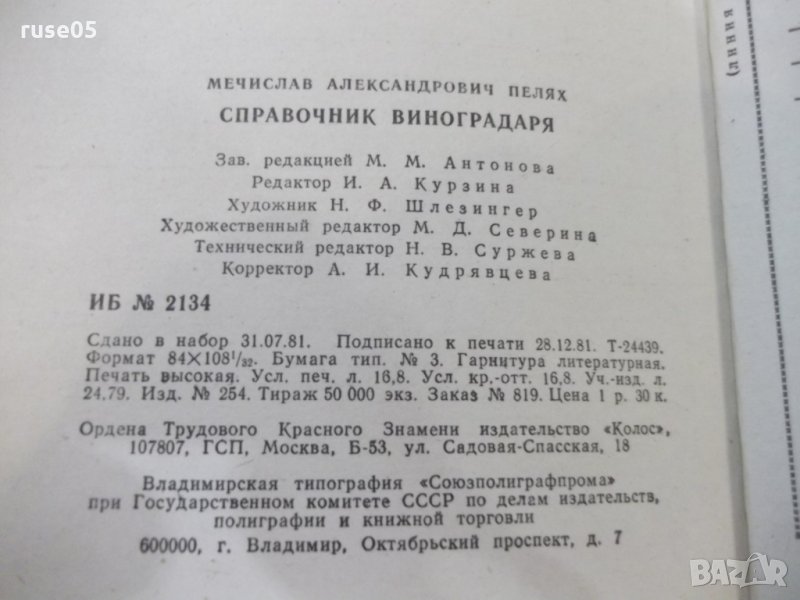 ruse05
МЕЧИСЛАВ АЛЕКСАНДРОВИЧ ПЕЛЯХ
СПРАВОЧНИК ВИНОГРАДАРЯ
Зав. редакцией М. М. Антонова
Редактор И. А. Курзина
Художник Н. Ф. Шлезингер
Художественный редактор М. Д. Северина
Технический редактор Н. В. Суржева
Корректор А. И. Кудрявцева
ИБ № 2134
Сдано в набор 31.07.81. Подписано к печати 28.12.81. Т-24439.
Формат 84×108¹/₃₂. Бумага тип. № 3. Гарнитура литературная.
Печать высокая. Усл. печ. л. 16,8. Усл. кр.-отт. 16,8. Уч.-изд. л.
24,79. Изд. № 254. Тираж 50 000 экз. Заказ № 819. Цена 1 р. 30 к.
Ордена Трудового Красного Знамени издательство «Колос»,
107807, ГСП, Москва, Б-53, ул. Садовая-Спасская, 18
Владимирская типография «Союзполиграфпрома»
при Государственном комитете СССР по делам издательств,
полиграфии и книжной торговли
600000, г. Владимир, Октябрьский проспект, д. 7
BAZAR